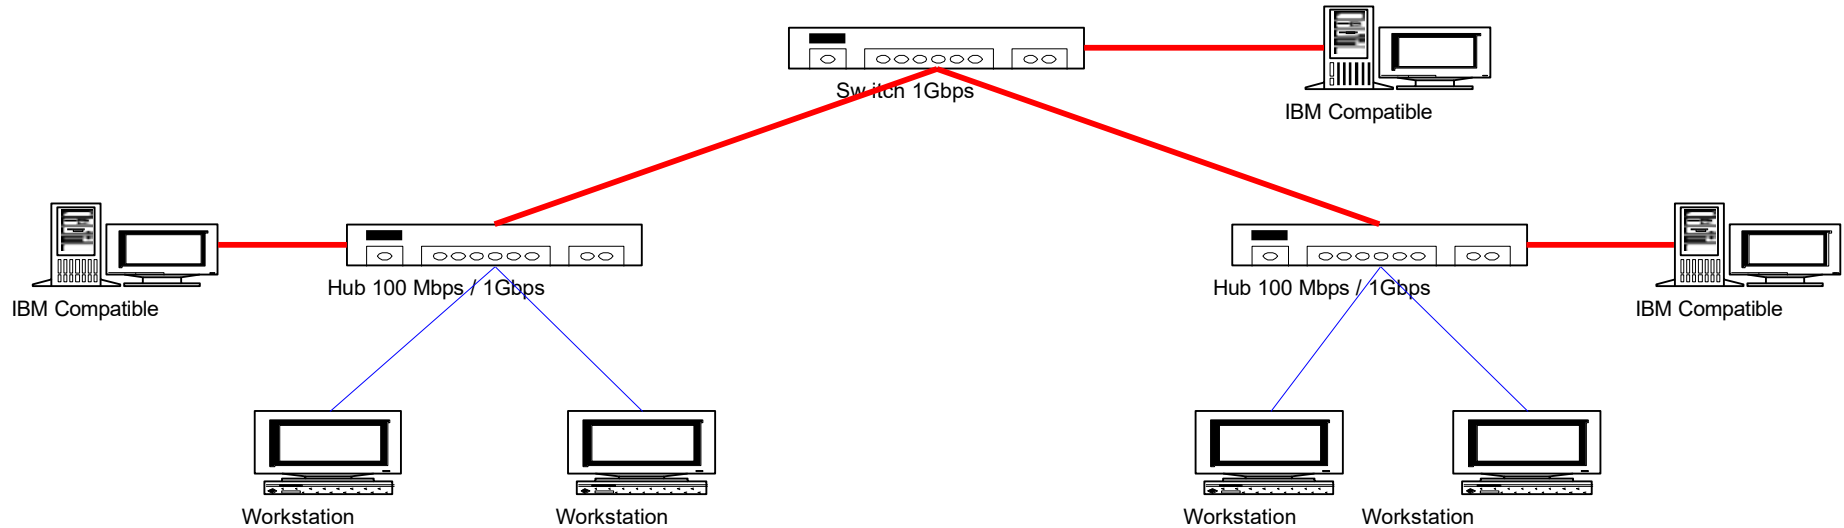 Switch 1Gbps
IBM Compatible
Hub 100 Mbps / 1Gbps
Hub 100 Mbps / 1Gbps
IBM Compatible
IBM Compatible
Workstation
Workstation
Workstation
Workstation